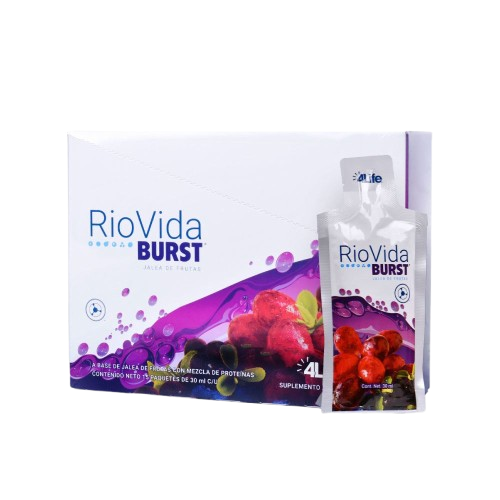 RioVida
BURST
JALEA DE FRUTAS
A BASE DE JALEA DE FRUTAS CON MEZCLA DE PROTEÍNAS
CONTENIDO NETO 15 PAQUETES DE 30 ml C/U
SUPLEMENTO
4Life
RioVida
BURST
JALEA DE FRUTAS
Cont. Net. 30 ml